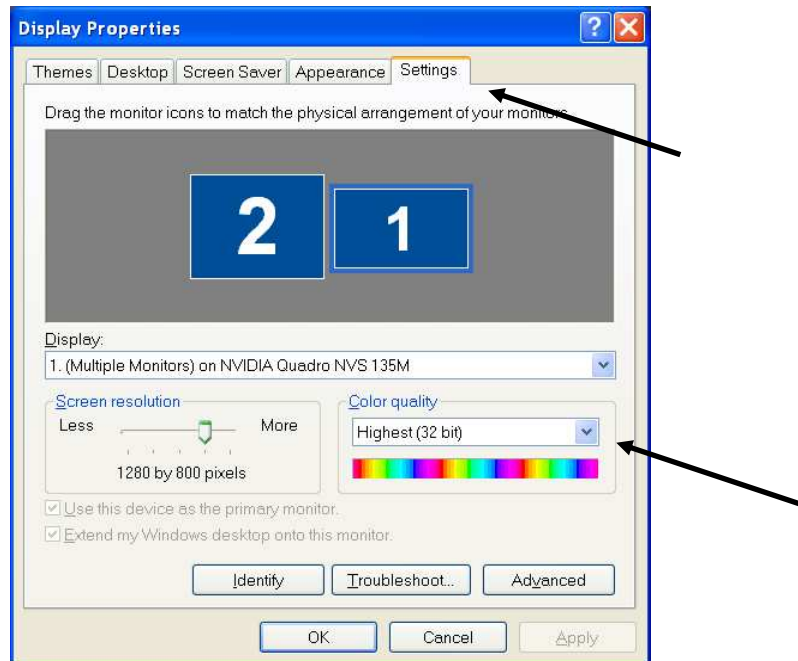 Display Properties
Themes Desktop Screen Saver Appearance Settings
Drag the monitor icons to match the physical arrangement of your monitors.
2 1
Display:
1. (Multiple Monitors) on NVIDIA Quadro NVS 135M
Screen resolution Color quality
Less More Highest (32 bit)
1280 by 800 pixels
Use this device as the primary monitor.
Extend my Windows desktop onto this monitor.
Identify Troubleshoot... Advanced
OK Cancel Apply